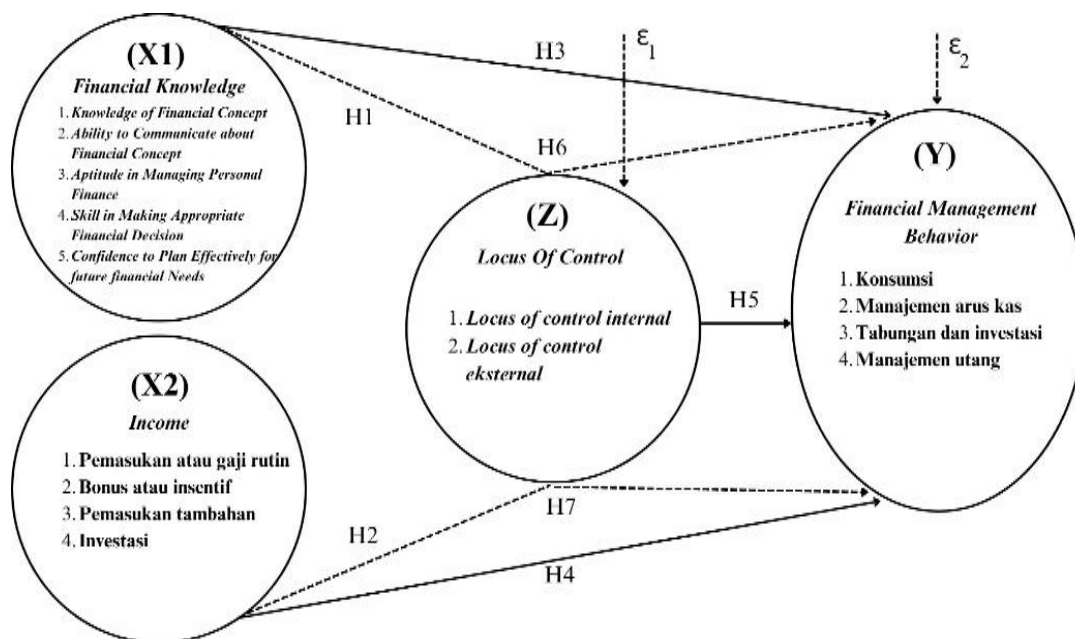 (X1)
Financial Knowledge
1. Knowledge of Financial Concept
2. Ability to Communicate about
Financial Concept
3. Aptitude in Managing Personal
Finance
4. Skill in Making Appropriate
Financial Decision
5. Confidence to Plan Effectively for
future financial Needs
H3
H1
H6
ε1
ε2
(Z)
Locus Of Control
1. Locus of control internal
2. Locus of control
eksternal
H5
(Y)
Financial Management
Behavior
1. Konsumsi
2. Manajemen arus kas
3. Tabungan dan investasi
4. Manajemen utang
(X2)
Income
1. Pemasukan atau gaji rutin
2. Bonus atau insentif
3. Pemasukan tambahan
4. Investasi
H2
H7
H4